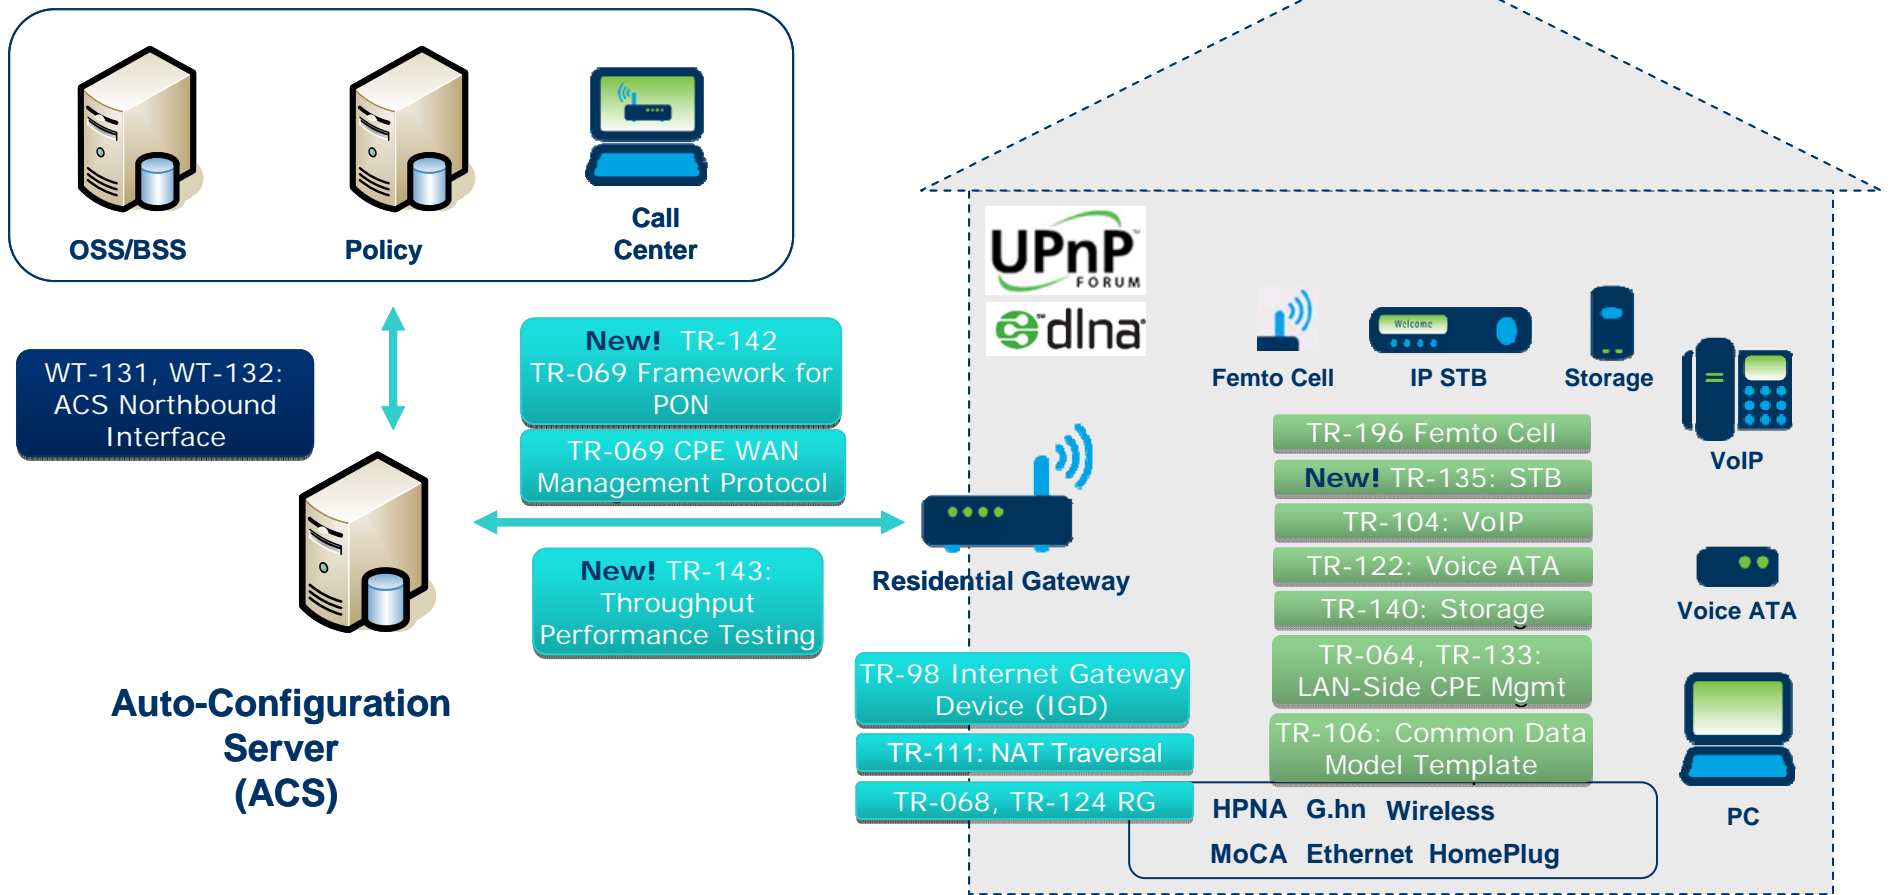 OSS/BSS
Policy
Call
Center
WT-131, WT-132:
ACS Northbound
Interface
New! TR-142
TR-069 Framework for
PON
TR-069 CPE WAN
Management Protocol
New! TR-143:
Throughput
Performance Testing
Auto-Configuration
Server
(ACS)
Residential Gateway
TR-98 Internet Gateway
Device (IGD)
TR-111: NAT Traversal
TR-068, TR-124 RG
UPnP™
FORUM
SM dlna
Welcome
Femto Cell
IP STB
Storage
VoIP
Voice ATA
PC
TR-196 Femto Cell
New! TR-135: STB
TR-104: VoIP
TR-122: Voice ATA
TR-140: Storage
TR-064, TR-133:
LAN-Side CPE Mgmt
TR-106: Common Data
Model Template
HPNA G.hn Wireless
MoCA Ethernet HomePlug